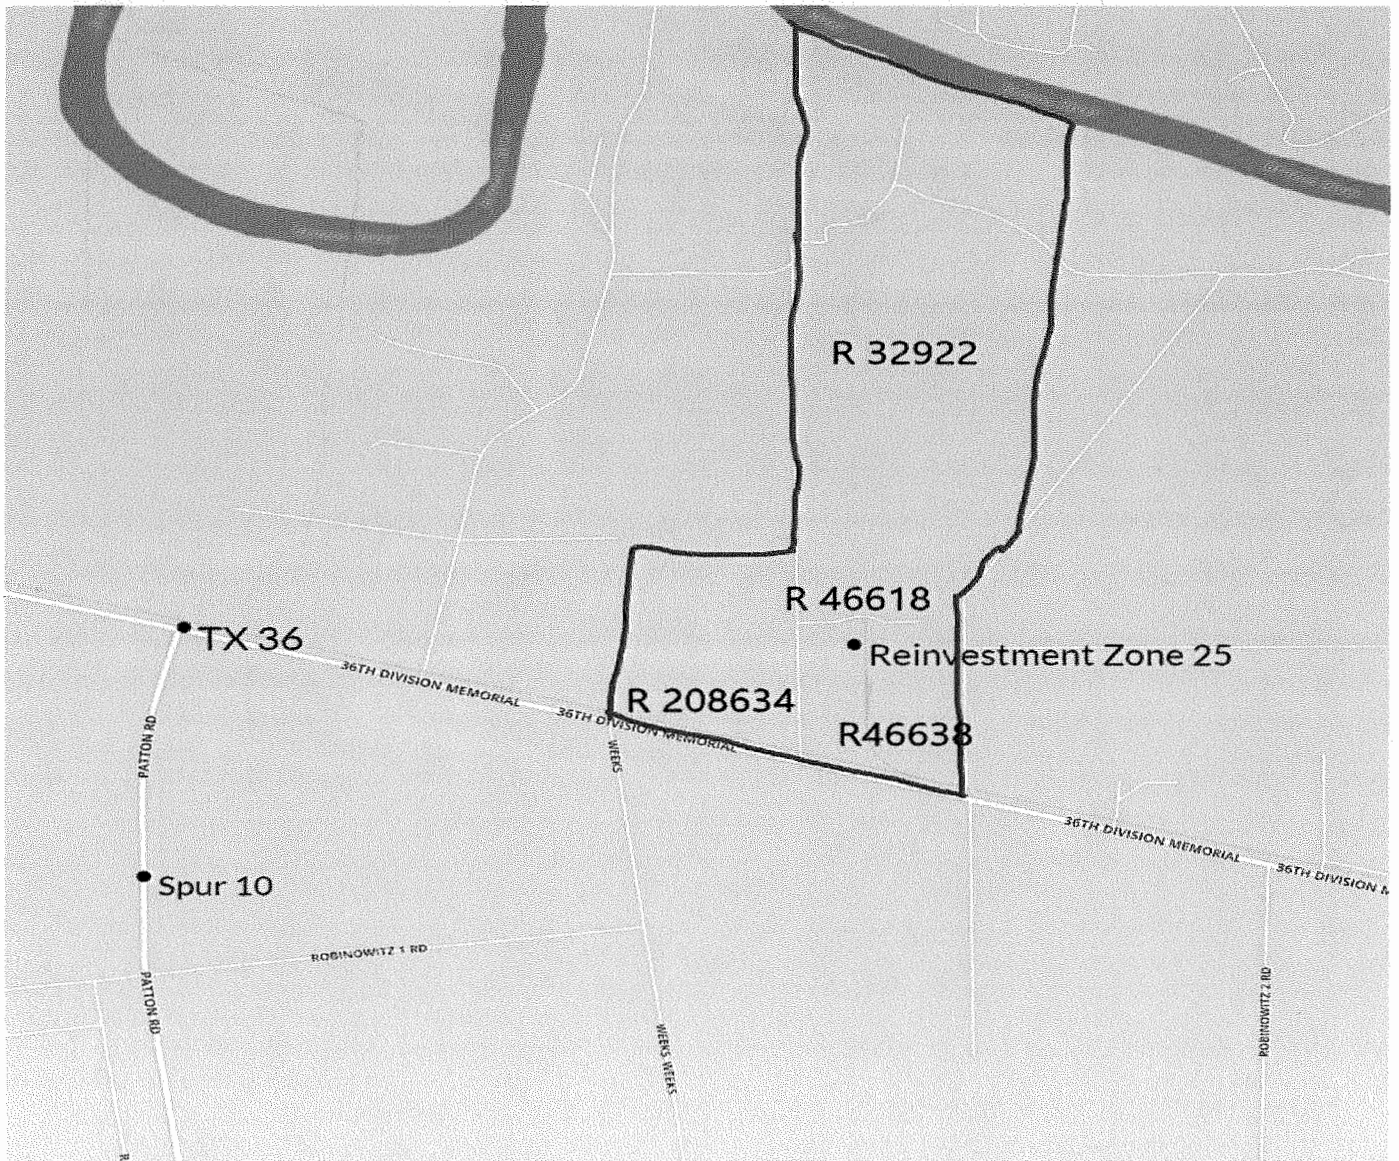 R 32922
R 46618
TX 36
Reinvestment Zone 25
36TH DIVISION MEMORIAL
R 208634
36TH DIVISION MEMORIAL
R46638
PATTON RD
WEEKS
36TH DIVISION MEMORIAL
36TH DIVISION M
Spur 10
ROBINOWITZ 1 RD
PATTON RD
ROBINOWITZ 2 RD
WEEKS WEEKS
R